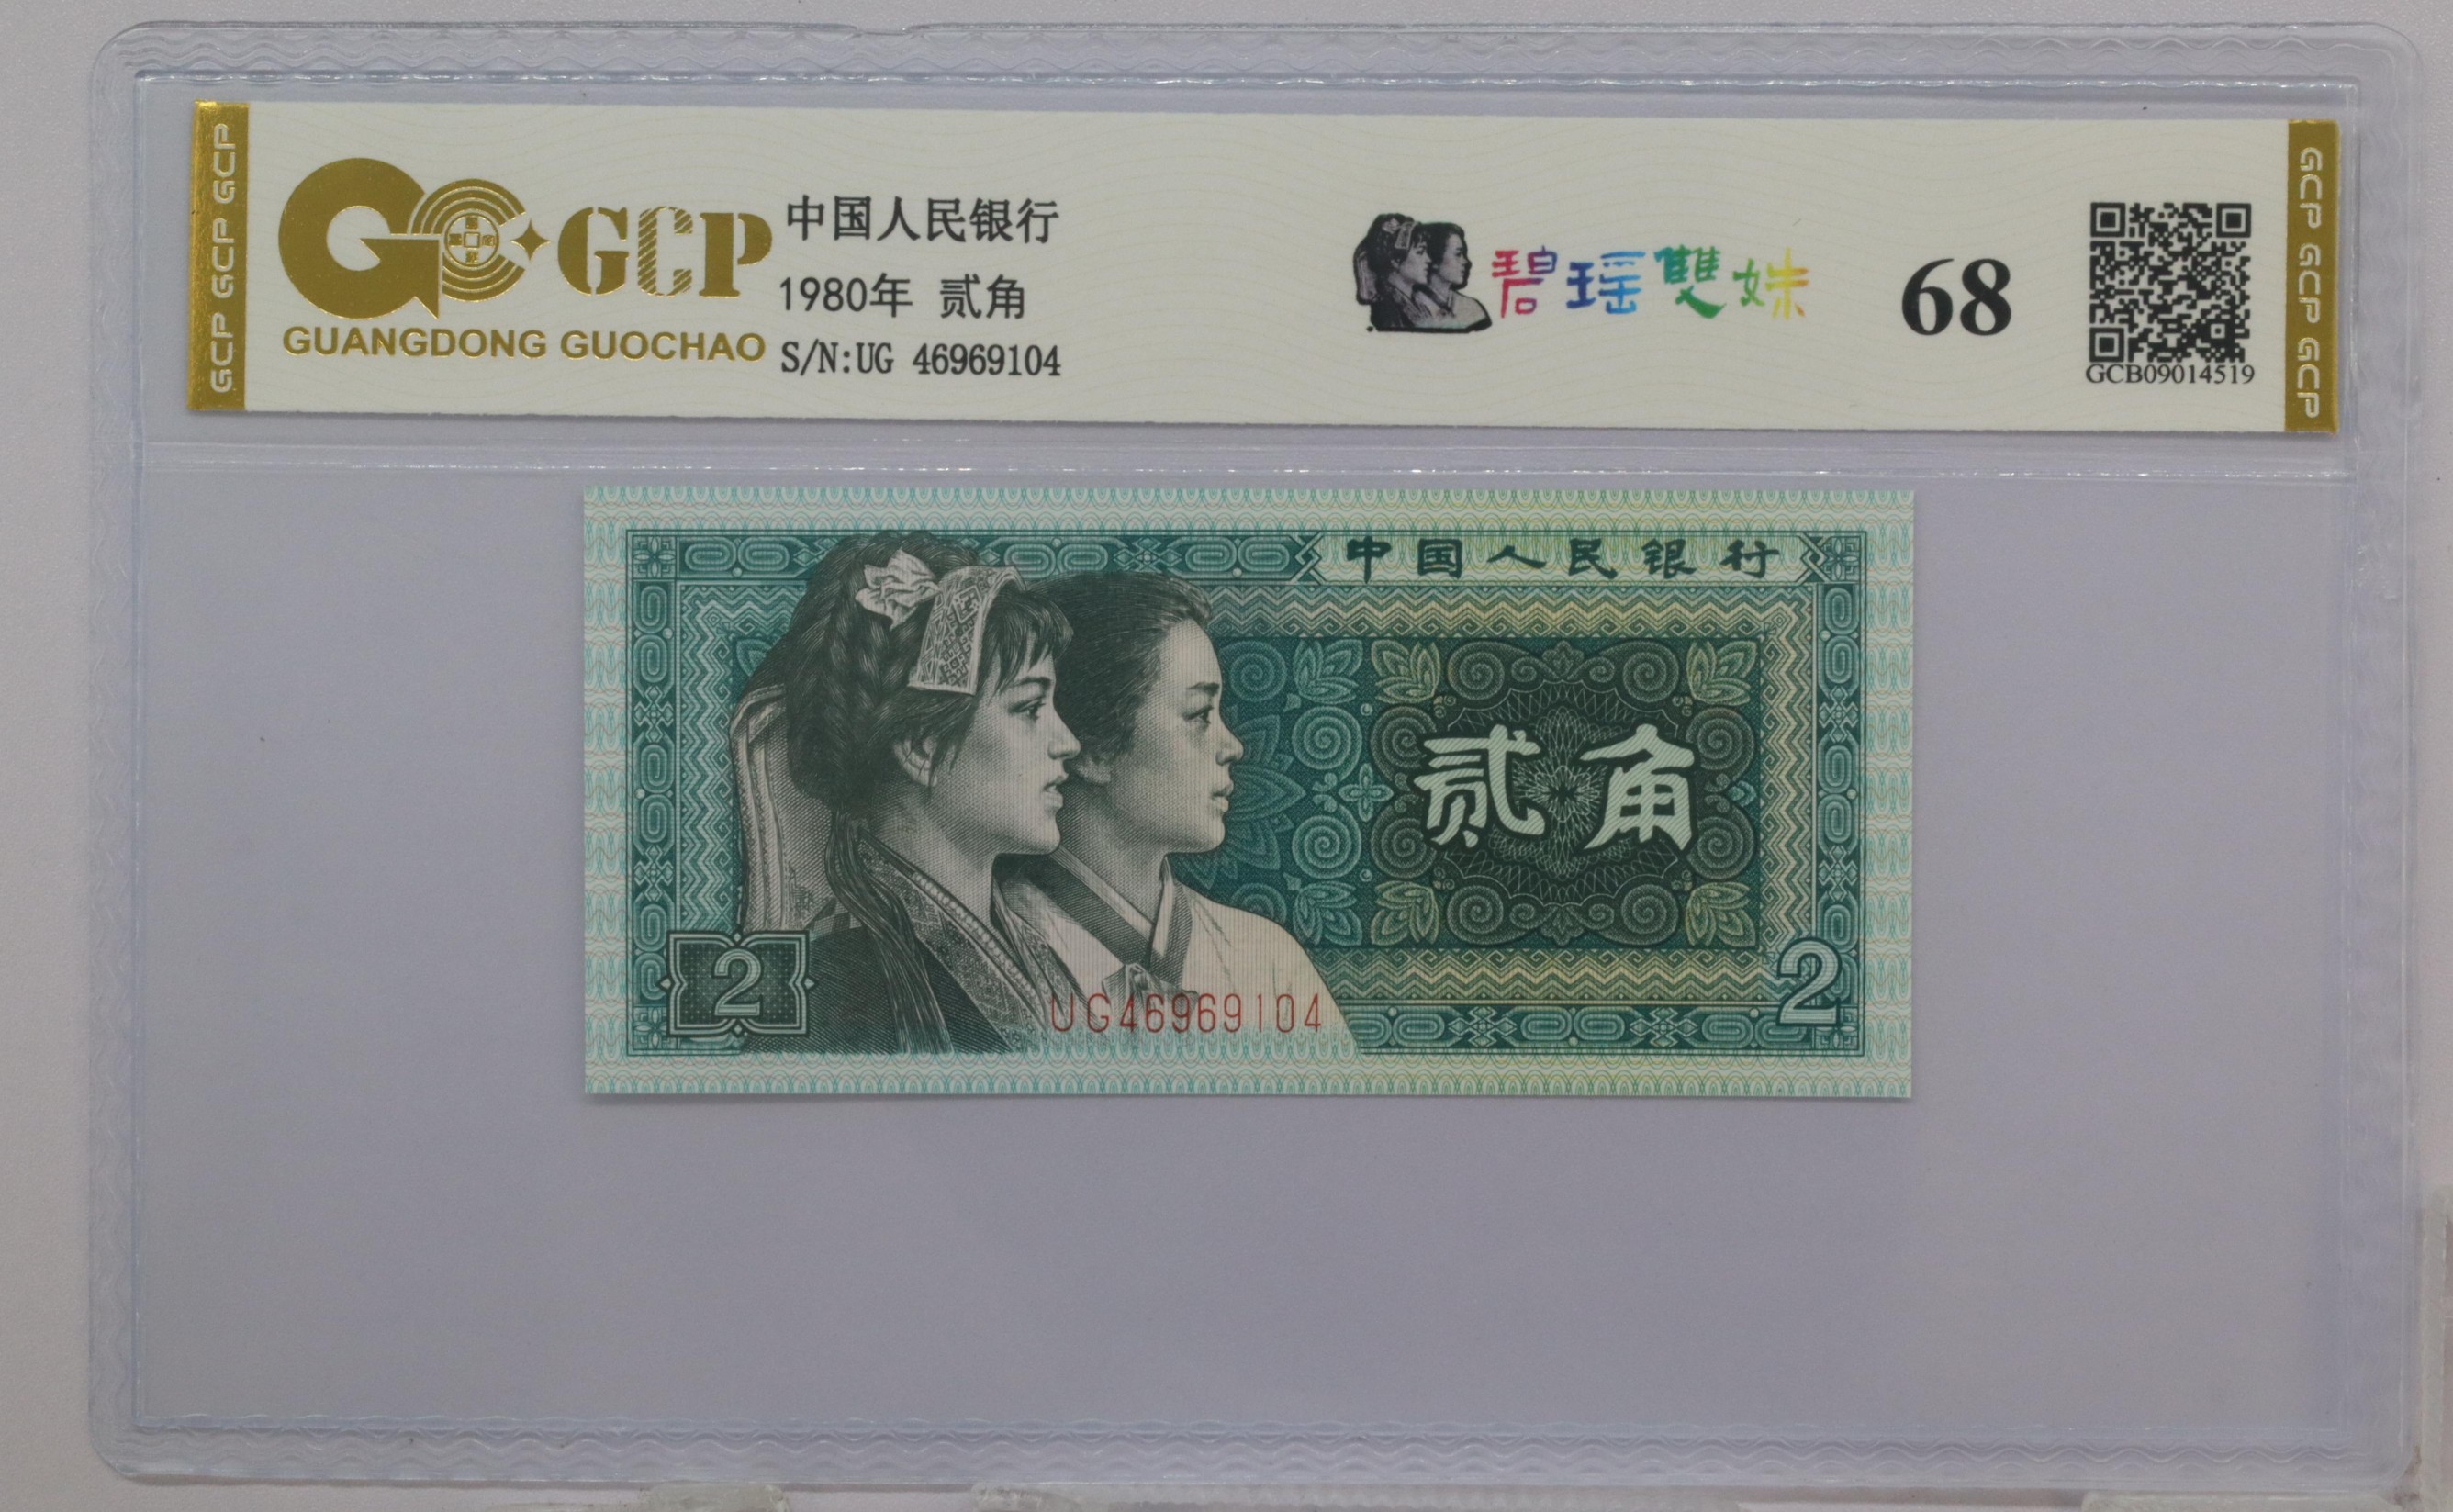 GCP GCP GCP
GCP
GUANGDONG GUOCHAO
中国人民银行
1980年 贰角
S/N:UG 46969104
碧瑶雙姝
68
GCB09014519
GCP GCP GCP
中国人民银行
贰角
2
UG46969104
2